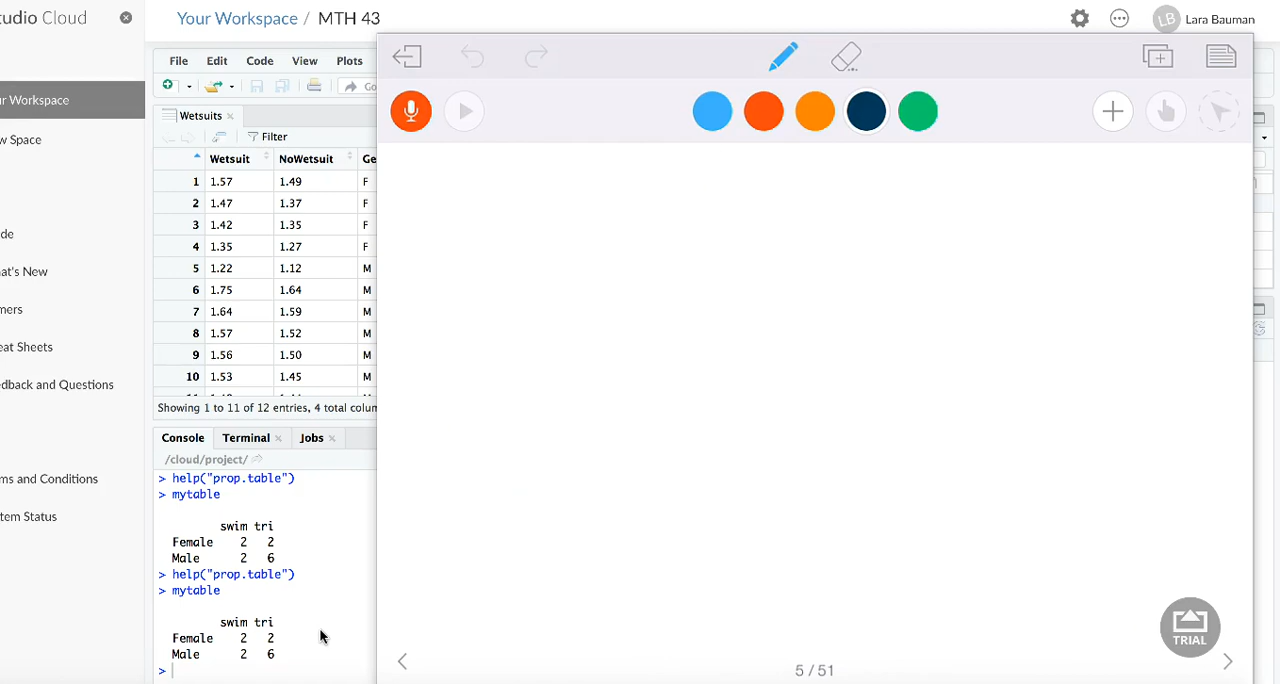 tudio Cloud
Your Workspace / MTH 43
LB Lara Bauman
ur Workspace
w Space
de
at's New
mers
eat Sheets
edback and Questions
ms and Conditions
tem Status
File Edit Code View Plots
Go
Wetsuits
Filter
Wetsuit NoWetsuit Ge
1 1.57 1.49 F
2 1.47 1.37 F
3 1.42 1.35 F
4 1.35 1.27 F
5 1.22 1.12 M
6 1.75 1.64 M
7 1.64 1.59 M
8 1.57 1.52 M
9 1.56 1.50 M
10 1.53 1.45 M
Showing 1 to 11 of 12 entries, 4 total colum
Console Terminal Jobs
/cloud/project/
> help("prop.table")
> mytable
swim tri
Female 2 2
Male 2 6
> help("prop.table")
> mytable
swim tri
Female 2 2
Male 2 6
>
TRIAL
5 / 51